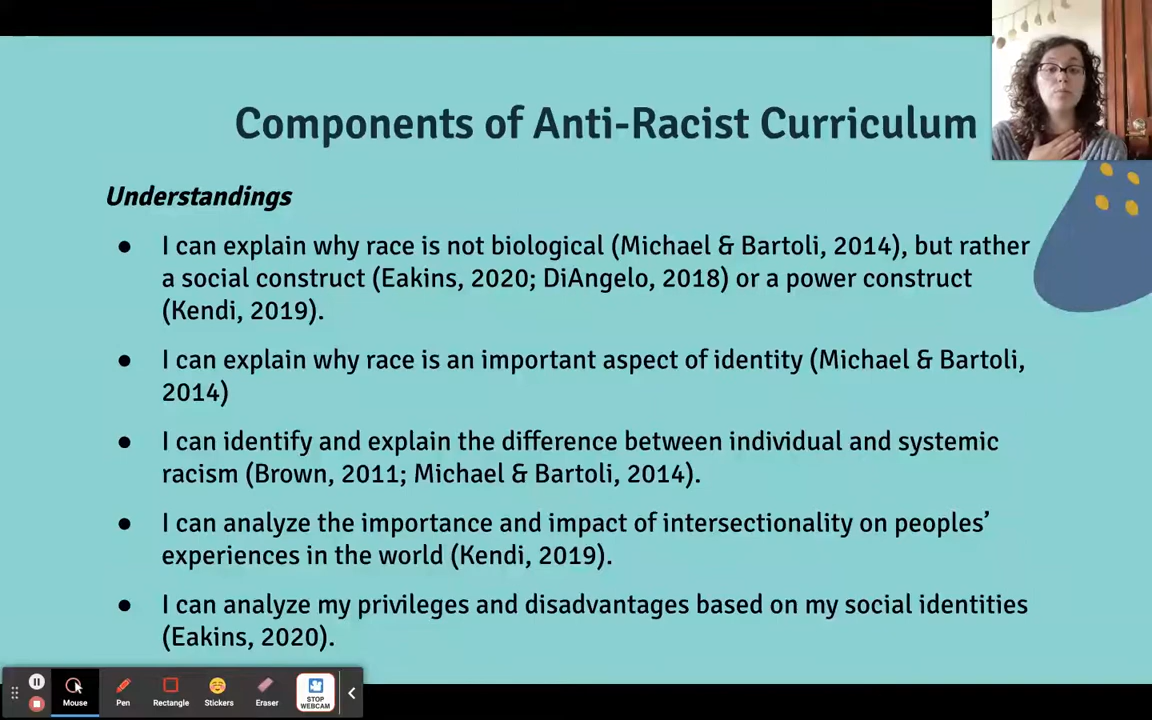 Components of Anti-Racist Curriculum
Understandings
● I can explain why race is not biological (Michael & Bartoli, 2014), but rather
a social construct (Eakins, 2020; DiAngelo, 2018) or a power construct
(Kendi, 2019).
● I can explain why race is an important aspect of identity (Michael & Bartoli,
2014)
● I can identify and explain the difference between individual and systemic
racism (Brown, 2011; Michael & Bartoli, 2014).
● I can analyze the importance and impact of intersectionality on peoples’
experiences in the world (Kendi, 2019).
● I can analyze my privileges and disadvantages based on my social identities
(Eakins, 2020).
Mouse Pen Rectangle Stickers Eraser STOP
WEBCAM